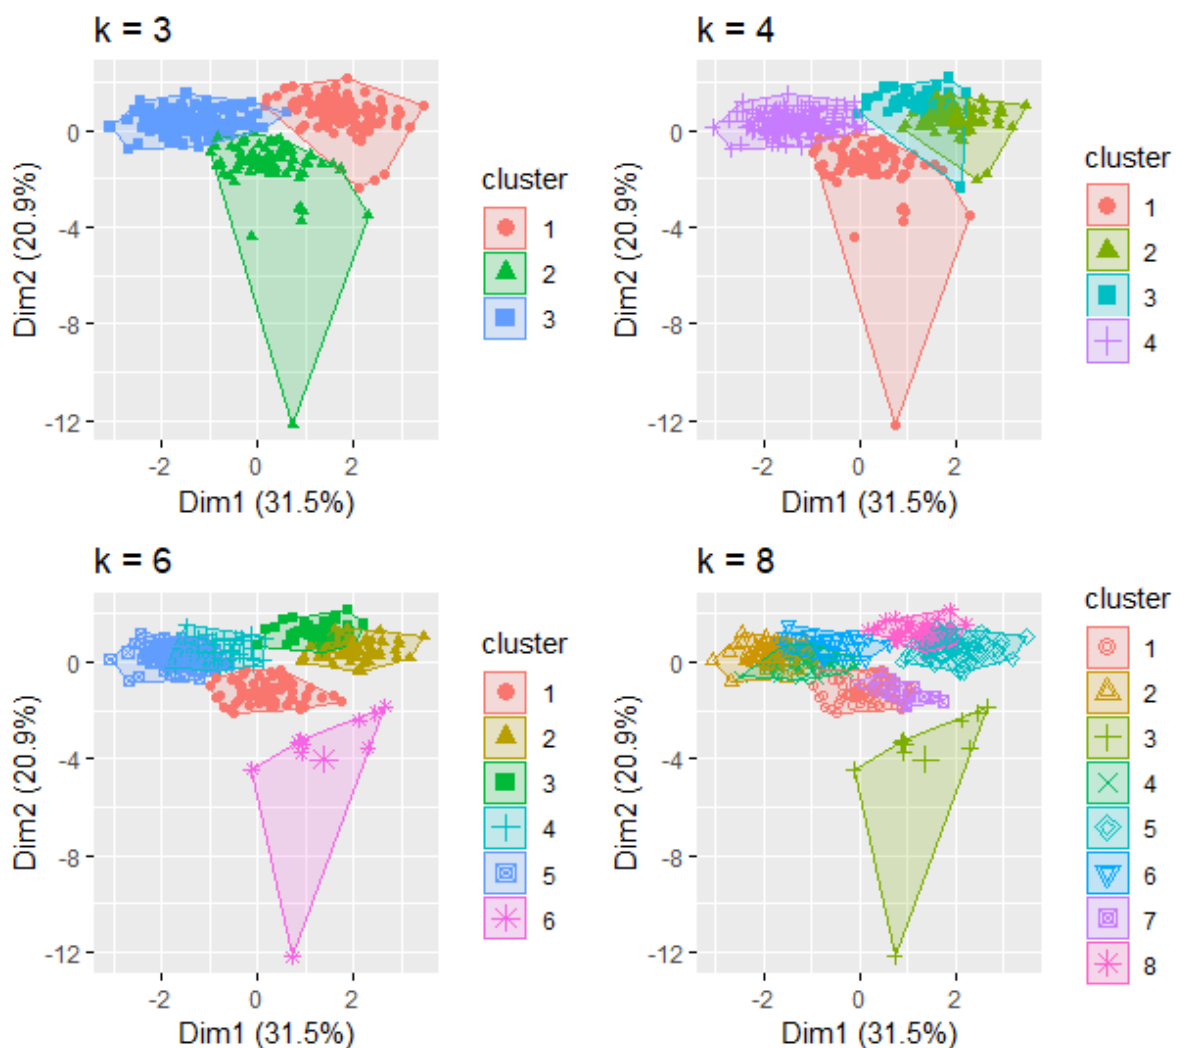 k = 3
0
-4
-8
-12
Dim2 (20.9%)
-2 0 2
Dim1 (31.5%)
cluster
1
2
3
k = 4
0
-4
-8
-12
Dim2 (20.9%)
-2 0 2
Dim1 (31.5%)
cluster
1
2
3
4
k = 6
0
-4
-8
-12
Dim2 (20.9%)
-2 0 2
Dim1 (31.5%)
cluster
1
2
3
4
5
6
k = 8
0
-4
-8
-12
Dim2 (20.9%)
-2 0 2
Dim1 (31.5%)
cluster
1
2
3
4
5
6
7
8